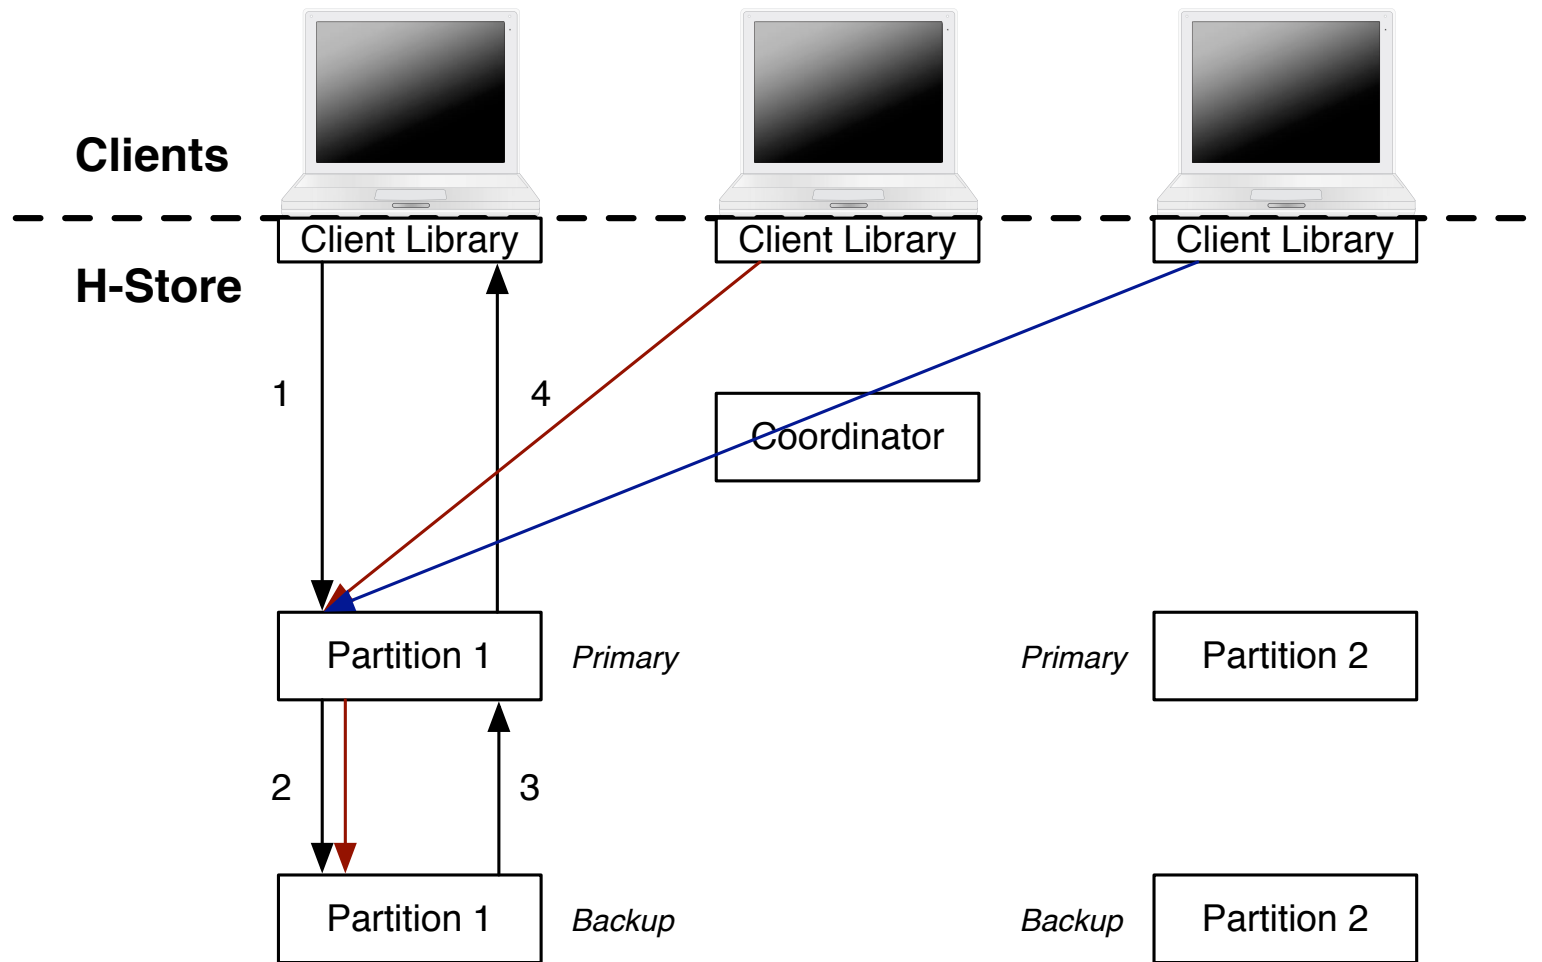 Clients
Client Library
Client Library
Client Library
H-Store
1
4
Coordinator
Partition 1
Primary
Primary
Partition 2
2
3
Partition 1
Backup
Backup
Partition 2